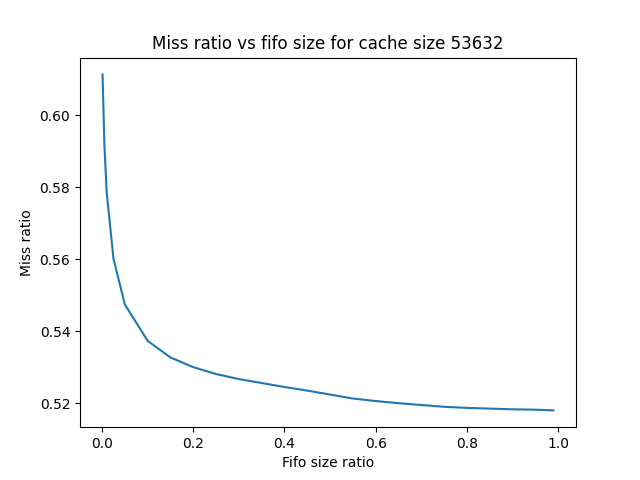 Miss ratio vs fifo size for cache size 53632
0.60
0.58
0.56
0.54
0.52
Miss ratio
0.0 0.2 0.4 0.6 0.8 1.0
Fifo size ratio